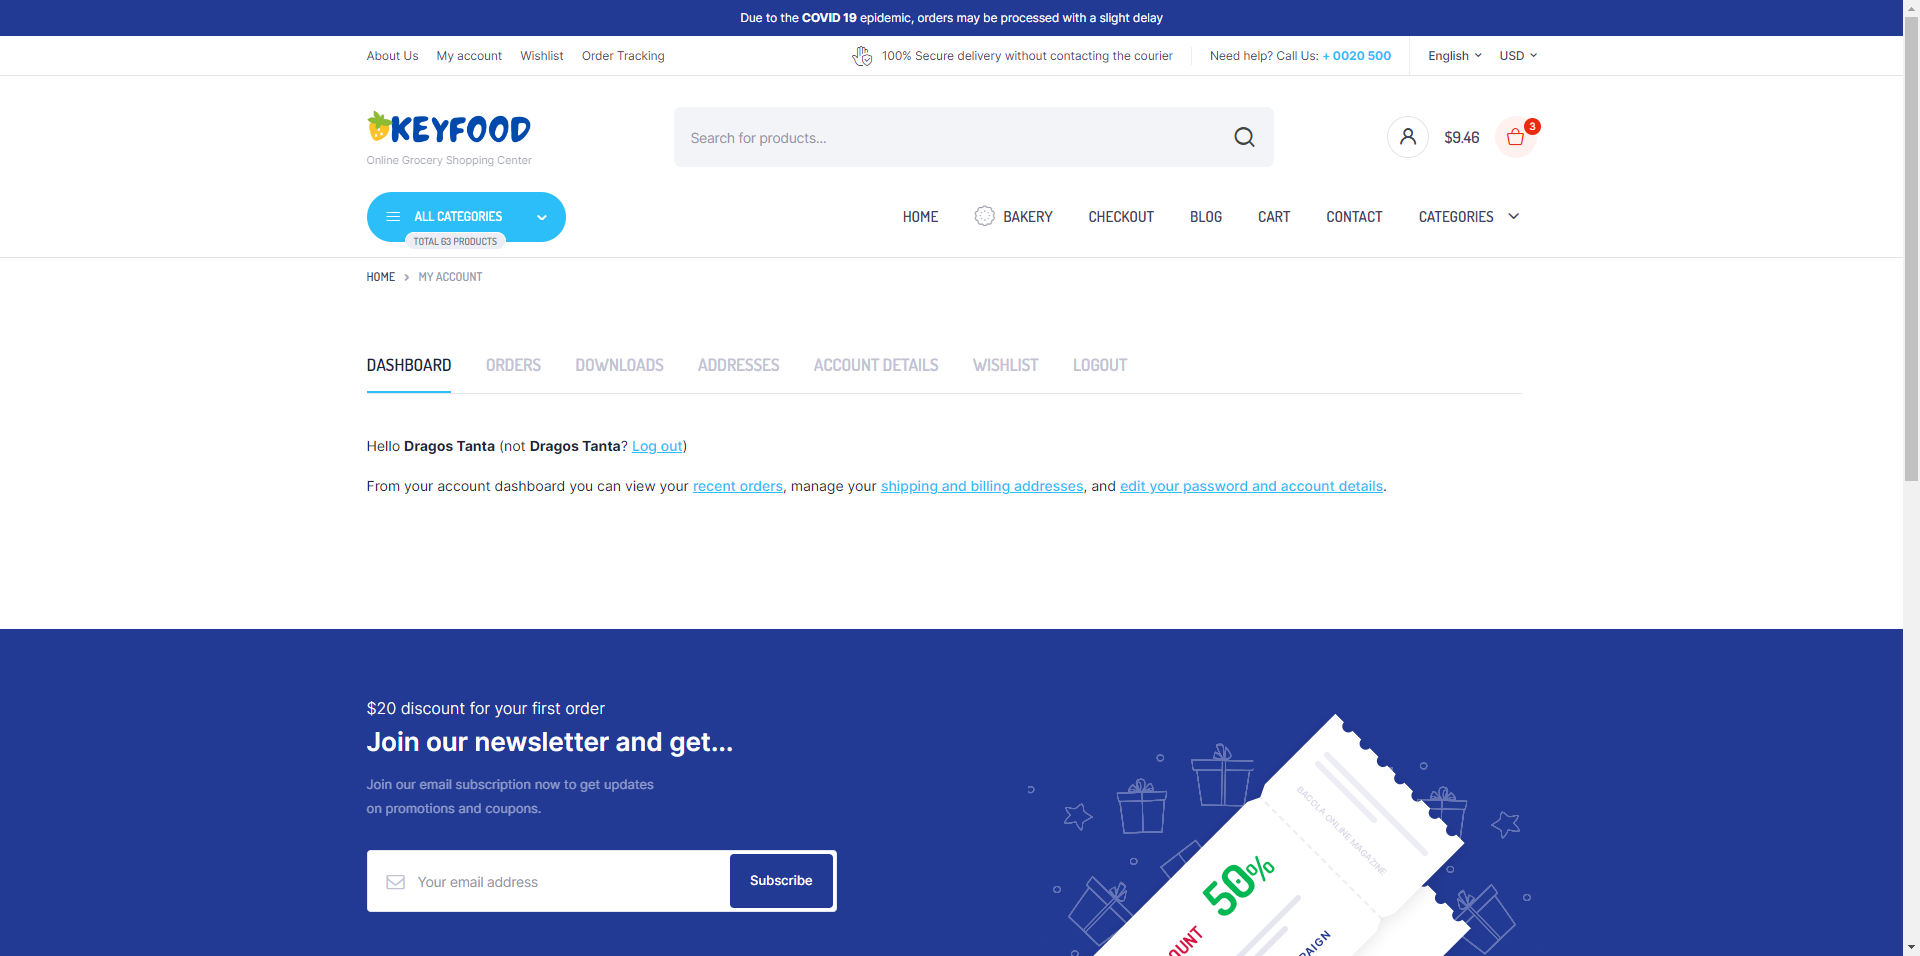 Due to the COVID 19 epidemic, orders may be processed with a slight delay
About Us My account Wishlist Order Tracking
100% Secure delivery without contacting the courier
Need help? Call Us: + 0020 500
English USD
KEYFOOD
Online Grocery Shopping Center
Search for products...
$9.46
3
ALL CATEGORIES
TOTAL 63 PRODUCTS
HOME BAKERY CHECKOUT BLOG CART CONTACT CATEGORIES
HOME MY ACCOUNT
DASHBOARD ORDERS DOWNLOADS ADDRESSES ACCOUNT DETAILS WISHLIST LOGOUT
Hello Dragos Tanta (not Dragos Tanta? Log out)
From your account dashboard you can view your recent orders, manage your shipping and billing addresses, and edit your password and account details.
$20 discount for your first order
Join our newsletter and get...
Join our email subscription now to get updates
on promotions and coupons.
Your email address
Subscribe
BACOLA ONLINE MAGAZINE
50%
OUNT
PAIGN